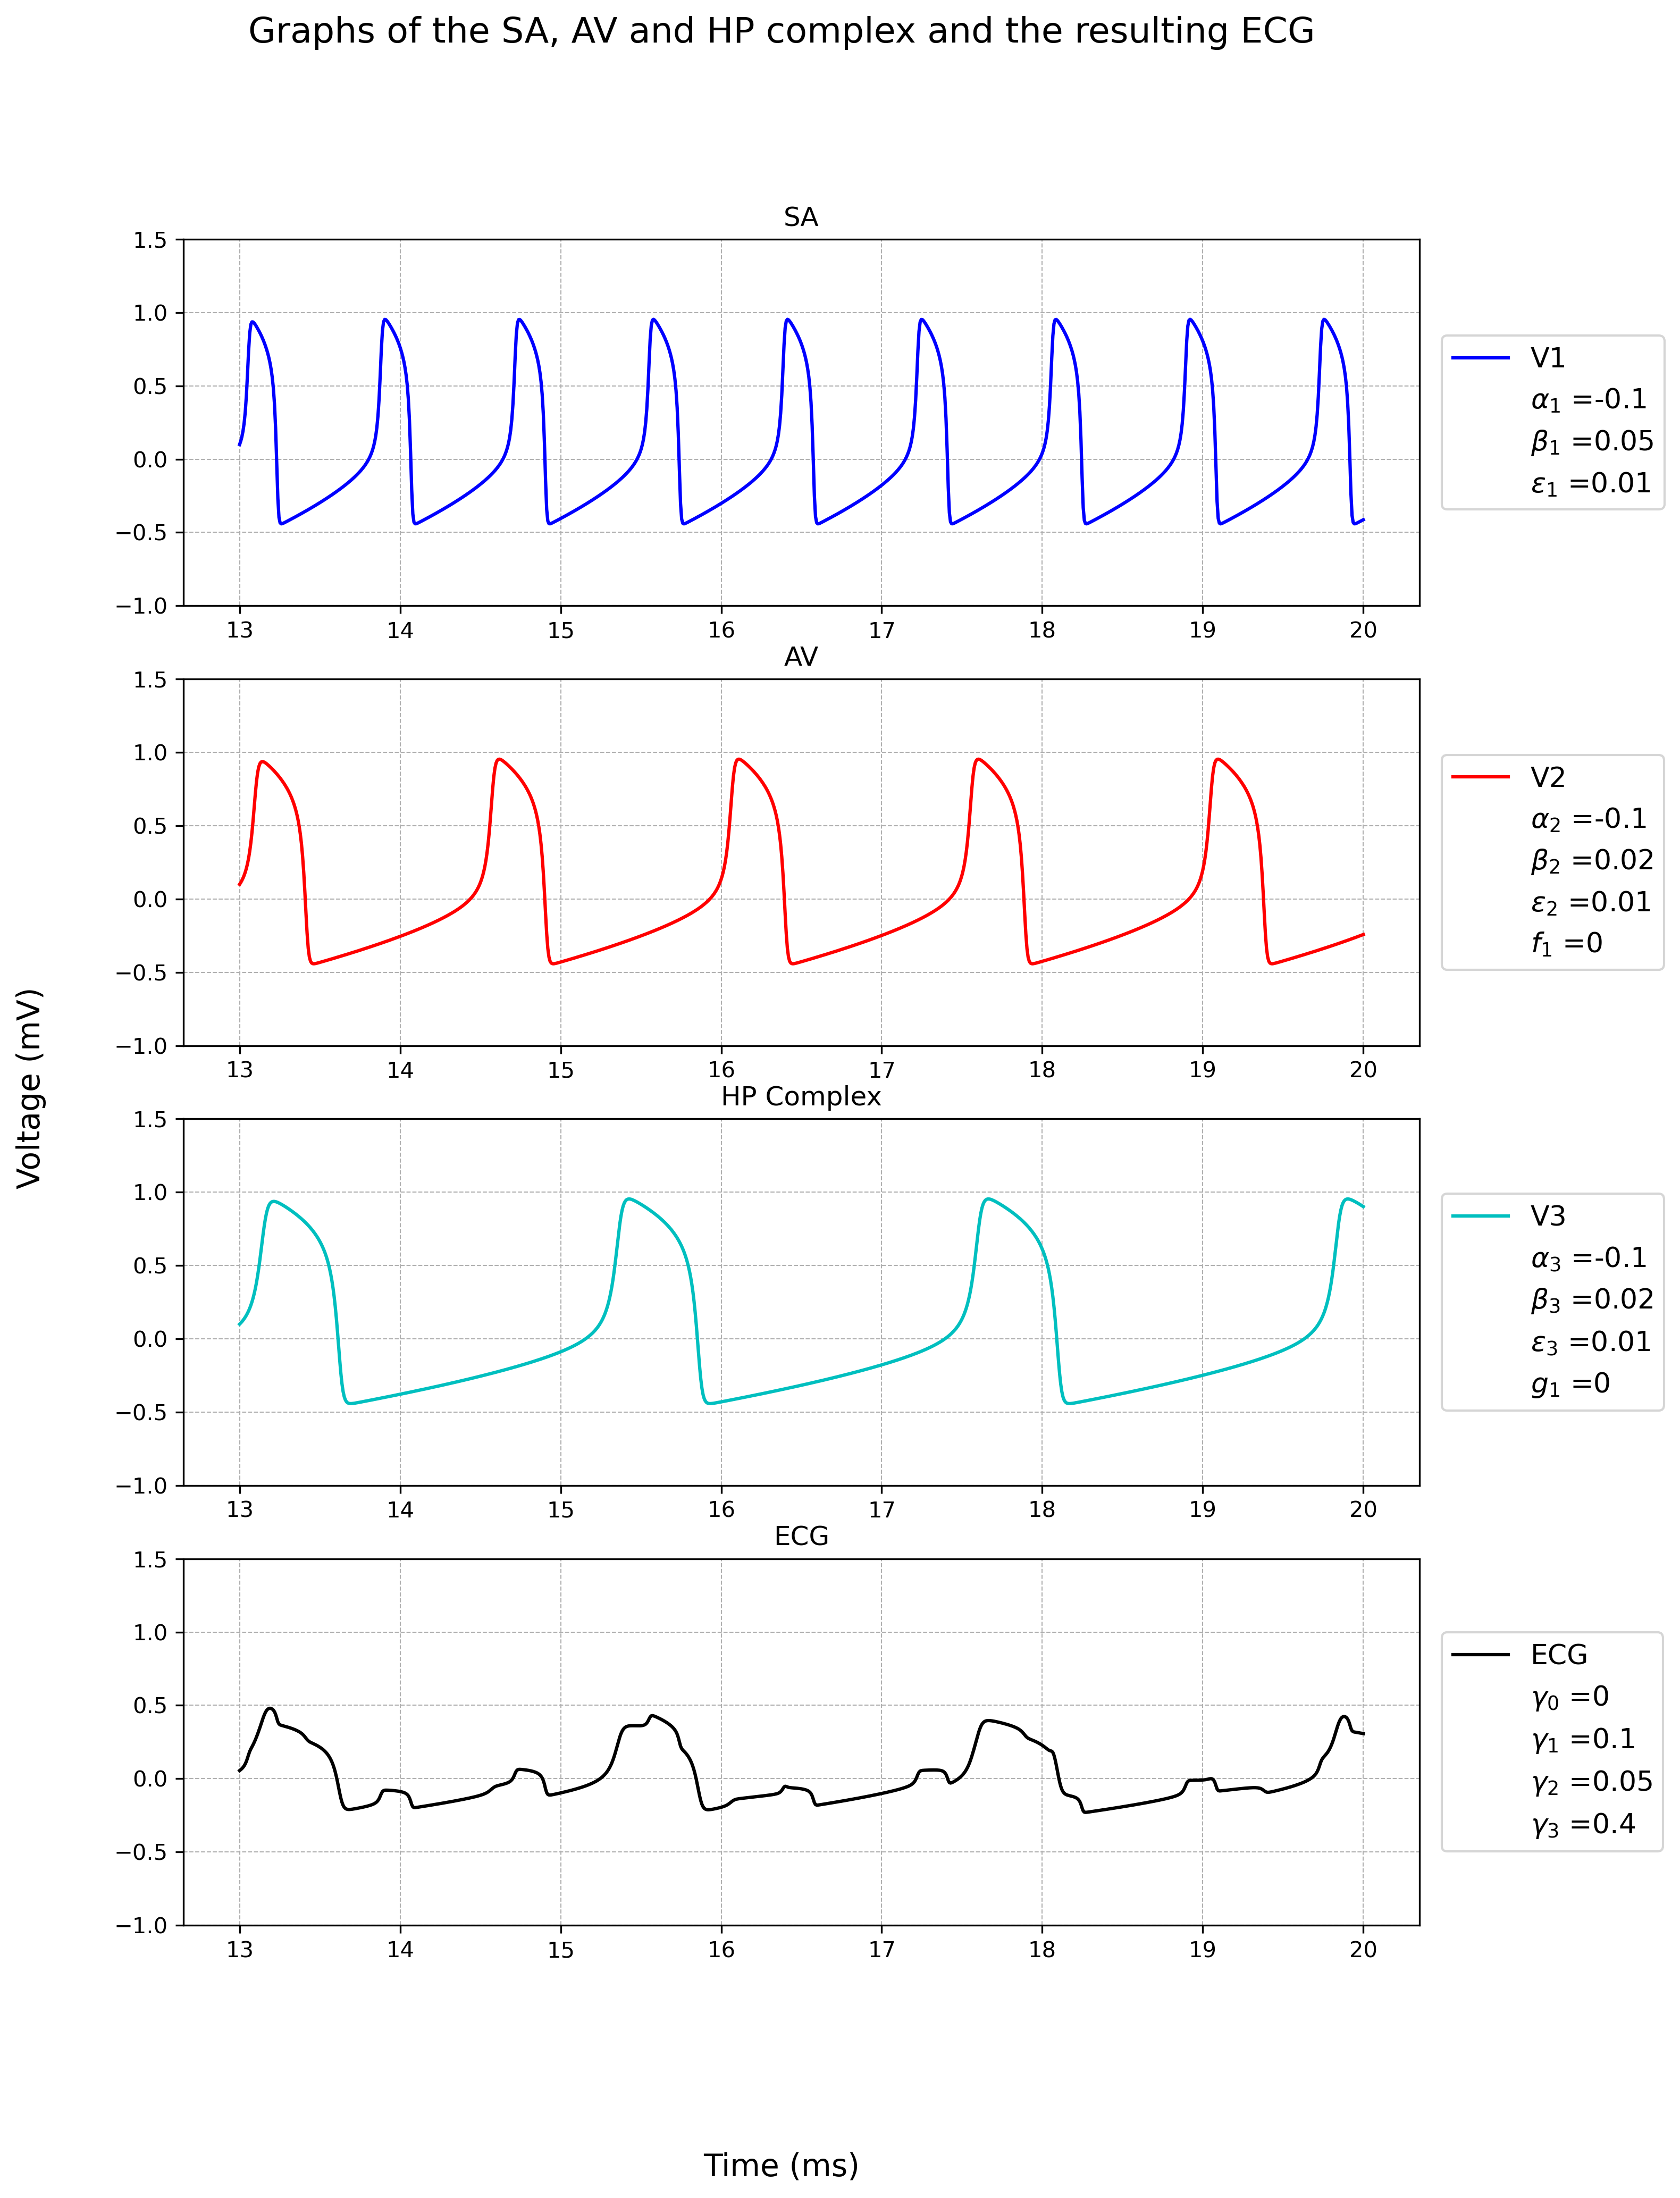 Graphs of the SA, AV and HP complex and the resulting ECG
SA
1.5
1.0
0.5
0.0
−0.5
−1.0
13 14 15 16 17 18 19 20
V1
α₁ =-0.1
β₁ =0.05
ε₁ =0.01
AV
1.5
1.0
0.5
0.0
−0.5
−1.0
13 14 15 16 17 18 19 20
V2
α₂ =-0.1
β₂ =0.02
ε₂ =0.01
f₁ =0
Voltage (mV)
HP Complex
1.5
1.0
0.5
0.0
−0.5
−1.0
13 14 15 16 17 18 19 20
V3
α₃ =-0.1
β₃ =0.02
ε₃ =0.01
g₁ =0
ECG
1.5
1.0
0.5
0.0
−0.5
−1.0
13 14 15 16 17 18 19 20
ECG
γ₀ =0
γ₁ =0.1
γ₂ =0.05
γ₃ =0.4
Time (ms)